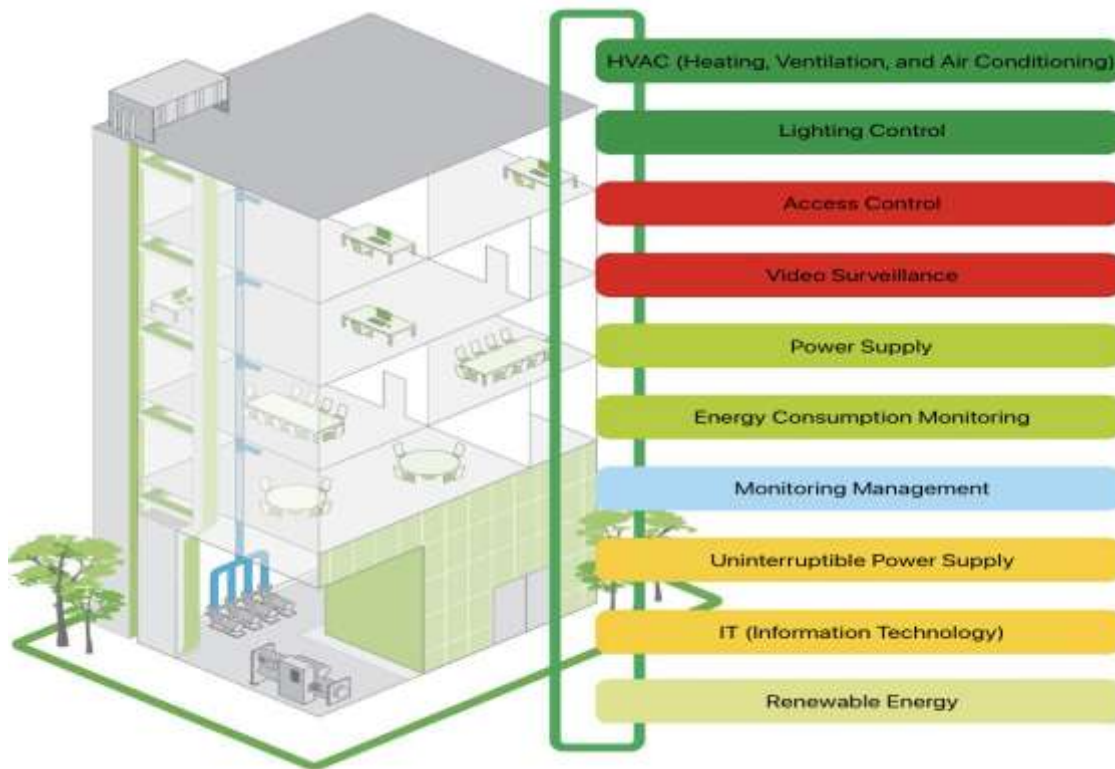 HVAC (Heating, Ventilation, and Air Conditioning)
Lighting Control
Access Control
Video Surveillance
Power Supply
Energy Consumption Monitoring
Monitoring Management
Uninterruptible Power Supply
IT (Information Technology)
Renewable Energy